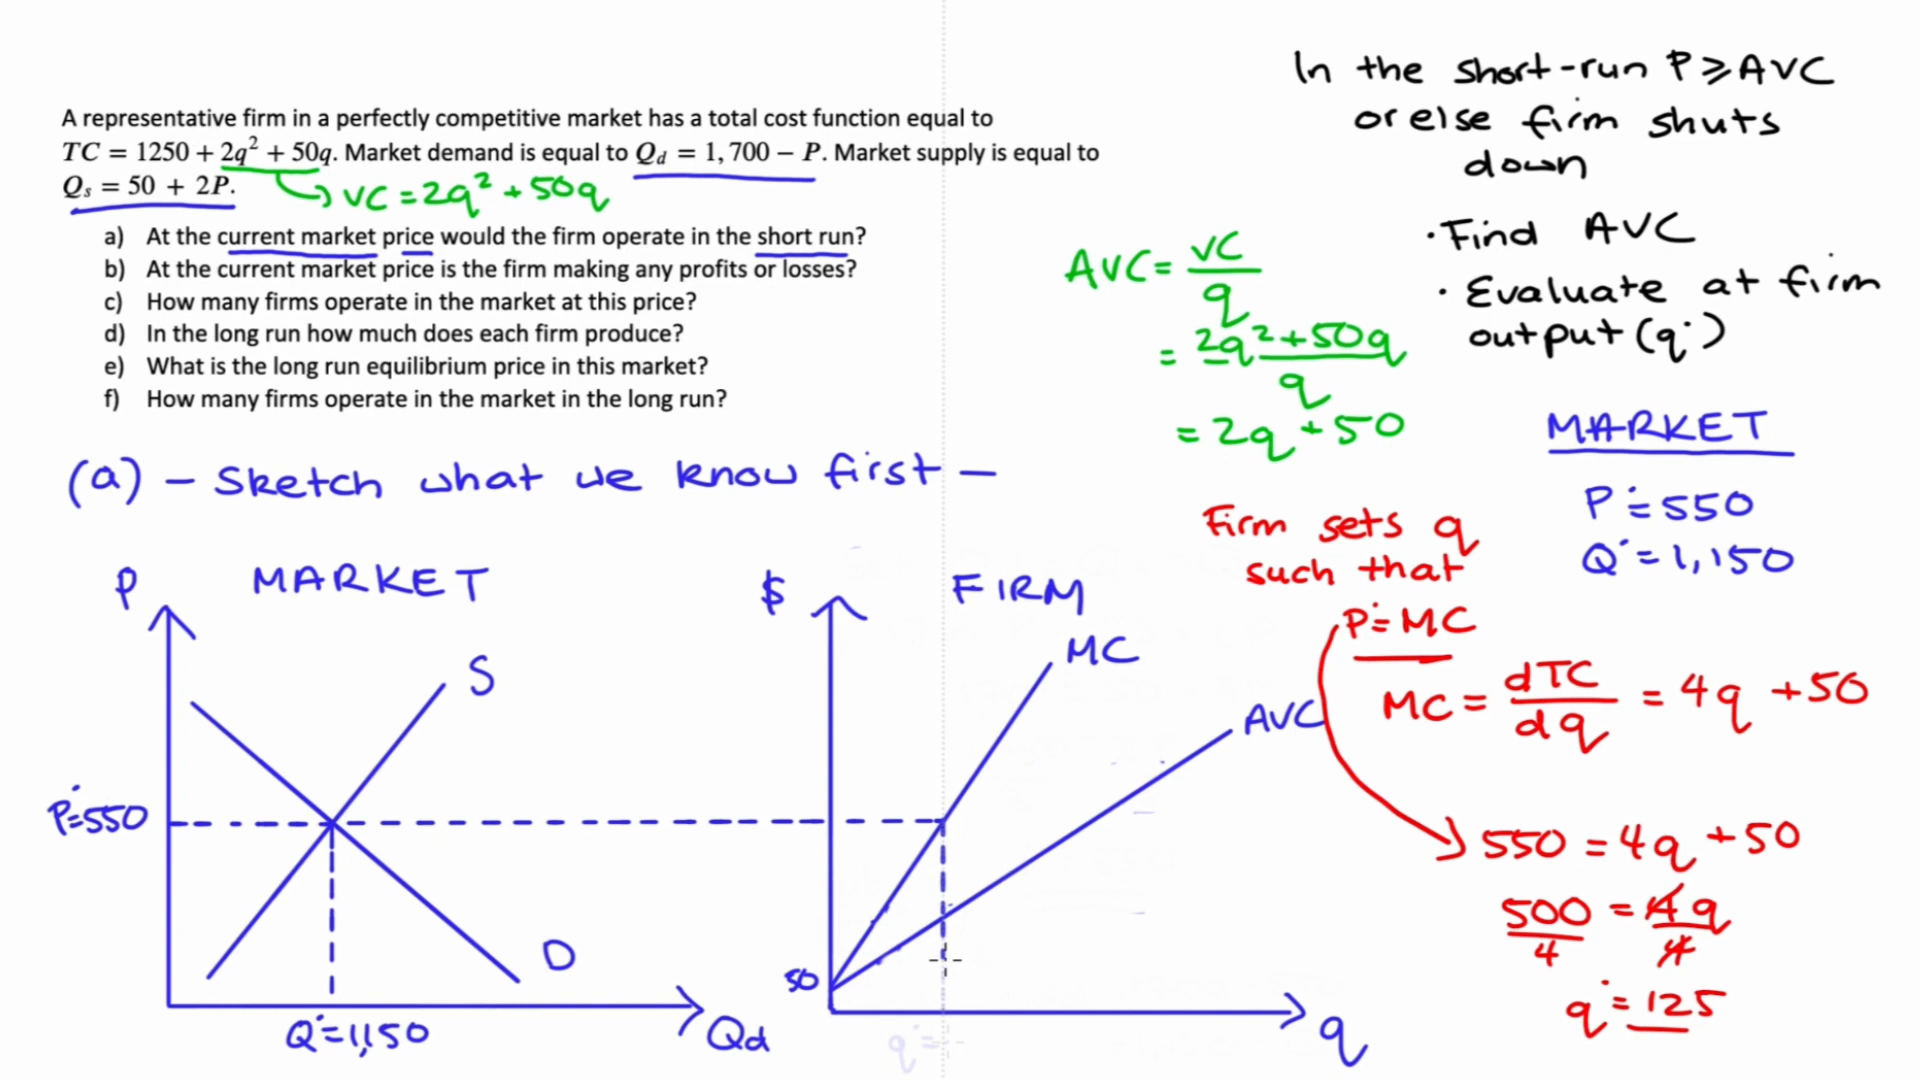 A representative firm in a perfectly competitive market has a total cost function equal to
TC = 1250 + 2q² + 50q. Market demand is equal to Q_d = 1,700 − P. Market supply is equal to
Q_s = 50 + 2P.
VC = 2q² + 50q
a) At the current market price would the firm operate in the short run?
b) At the current market price is the firm making any profits or losses?
c) How many firms operate in the market at this price?
d) In the long run how much does each firm produce?
e) What is the long run equilibrium price in this market?
f) How many firms operate in the market in the long run?
In the short-run P ≥ AVC
or else firm shuts
down
· Find AVC
· Evaluate at firm
output (q*)
AVC = VC/q
= (2q² + 50q)/q
= 2q + 50
(a) – Sketch what we know first –
P MARKET
S
P* = 550
D
Q* = 1,150
Qd
$ FIRM
MC
AVC
50
q* =
q
MARKET
P* = 550
Q* = 1,150
Firm sets q
such that
P* = MC
MC = dTC/dq = 4q + 50
550 = 4q + 50
500/4 = 4q/4
q* = 125